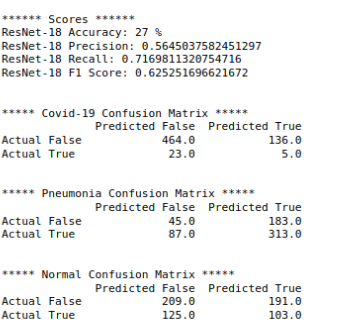 ****** Scores ******
ResNet-18 Accuracy: 27 %
ResNet-18 Precision: 0.5645037582451297
ResNet-18 Recall: 0.7169811320754716
ResNet-18 F1 Score: 0.625251696621672
***** Covid-19 Confusion Matrix *****
Predicted False Predicted True
Actual False 464.0 136.0
Actual True 23.0 5.0
***** Pneumonia Confusion Matrix *****
Predicted False Predicted True
Actual False 45.0 183.0
Actual True 87.0 313.0
***** Normal Confusion Matrix *****
Predicted False Predicted True
Actual False 209.0 191.0
Actual True 125.0 103.0